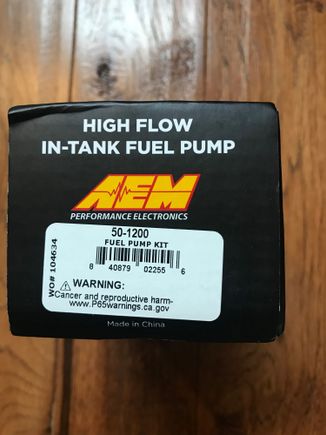 HIGH FLOW
IN-TANK FUEL PUMP
AEM
PERFORMANCE ELECTRONICS
50-1200
FUEL PUMP KIT
8 40879 02255 6
WO# 104634
WARNING:
Cancer and reproductive harm-
www.P65warnings.ca.gov
Made in China